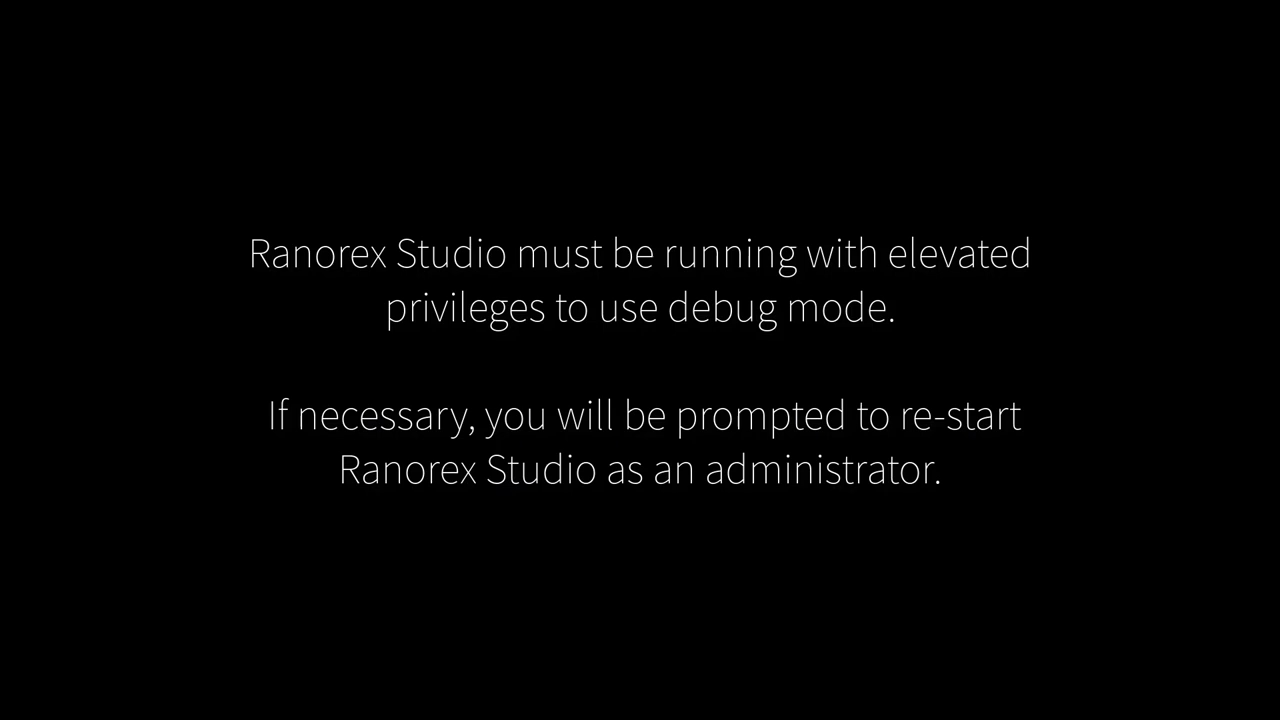 Ranorex Studio must be running with elevated
privileges to use debug mode.
If necessary, you will be prompted to re-start
Ranorex Studio as an administrator.